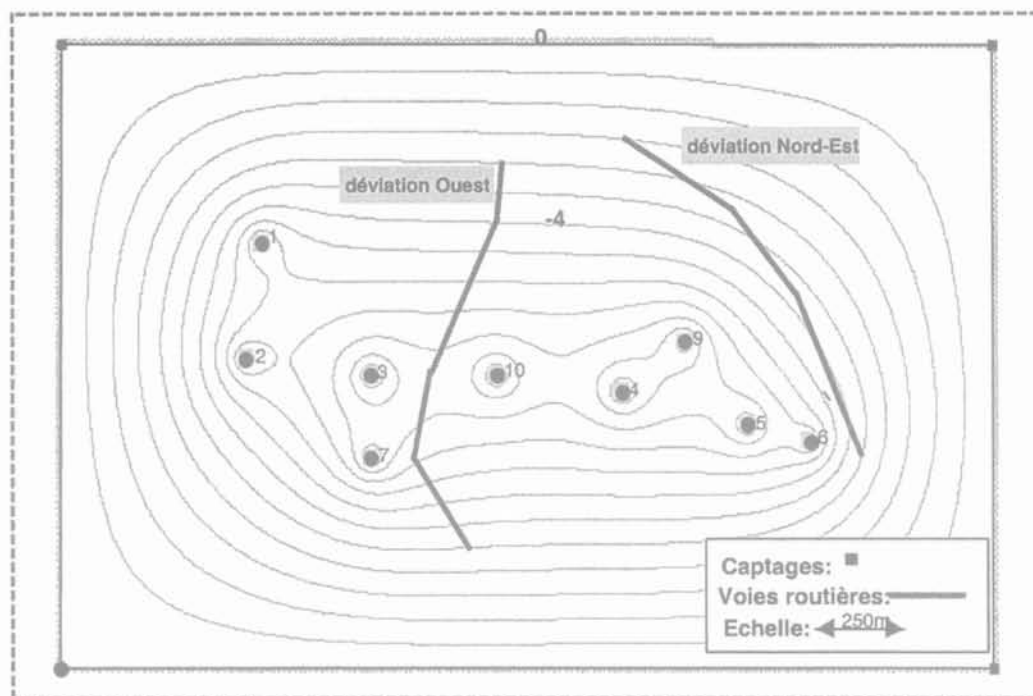 0
déviation Nord-Est
déviation Ouest
-4
1
9
2
3
10
4
5
6
7
Captages:
Voies routières:
Echelle: 250m